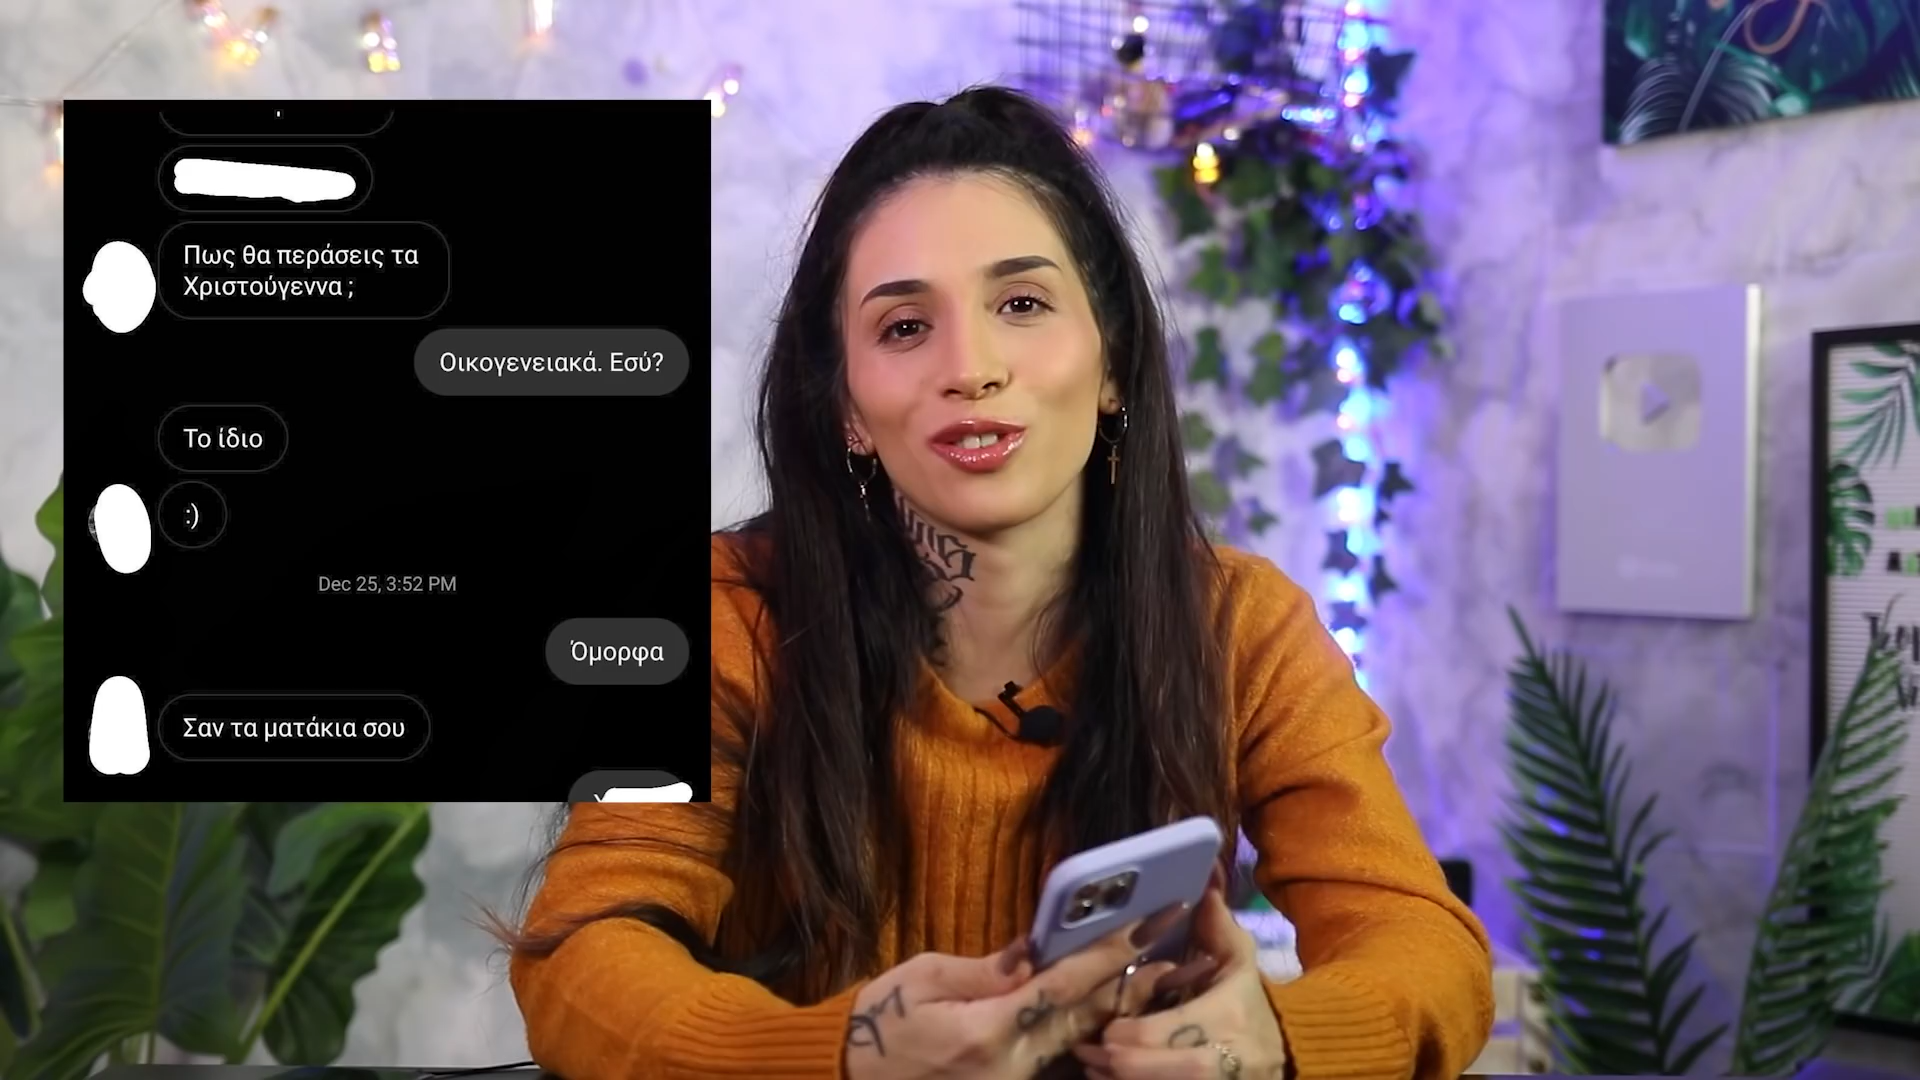 Πως θα περάσεις τα
Χριστούγεννα ;
Οικογενειακά. Εσύ?
Το ίδιο
:)
Dec 25, 3:52 PM
Όμορφα
Σαν τα ματάκια σου